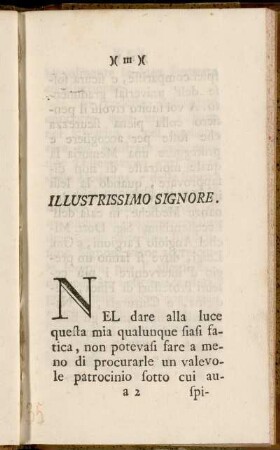 )( III )(
ILLUSTRISSIMO SIGNORE.
NEL dare alla luce
queſta mia qualunque ſiaſi fa-
tica, non potevaſi fare a me-
no di procurarle un valevo-
le patrocinio ſotto cui au-
a 2 ſpi-
35